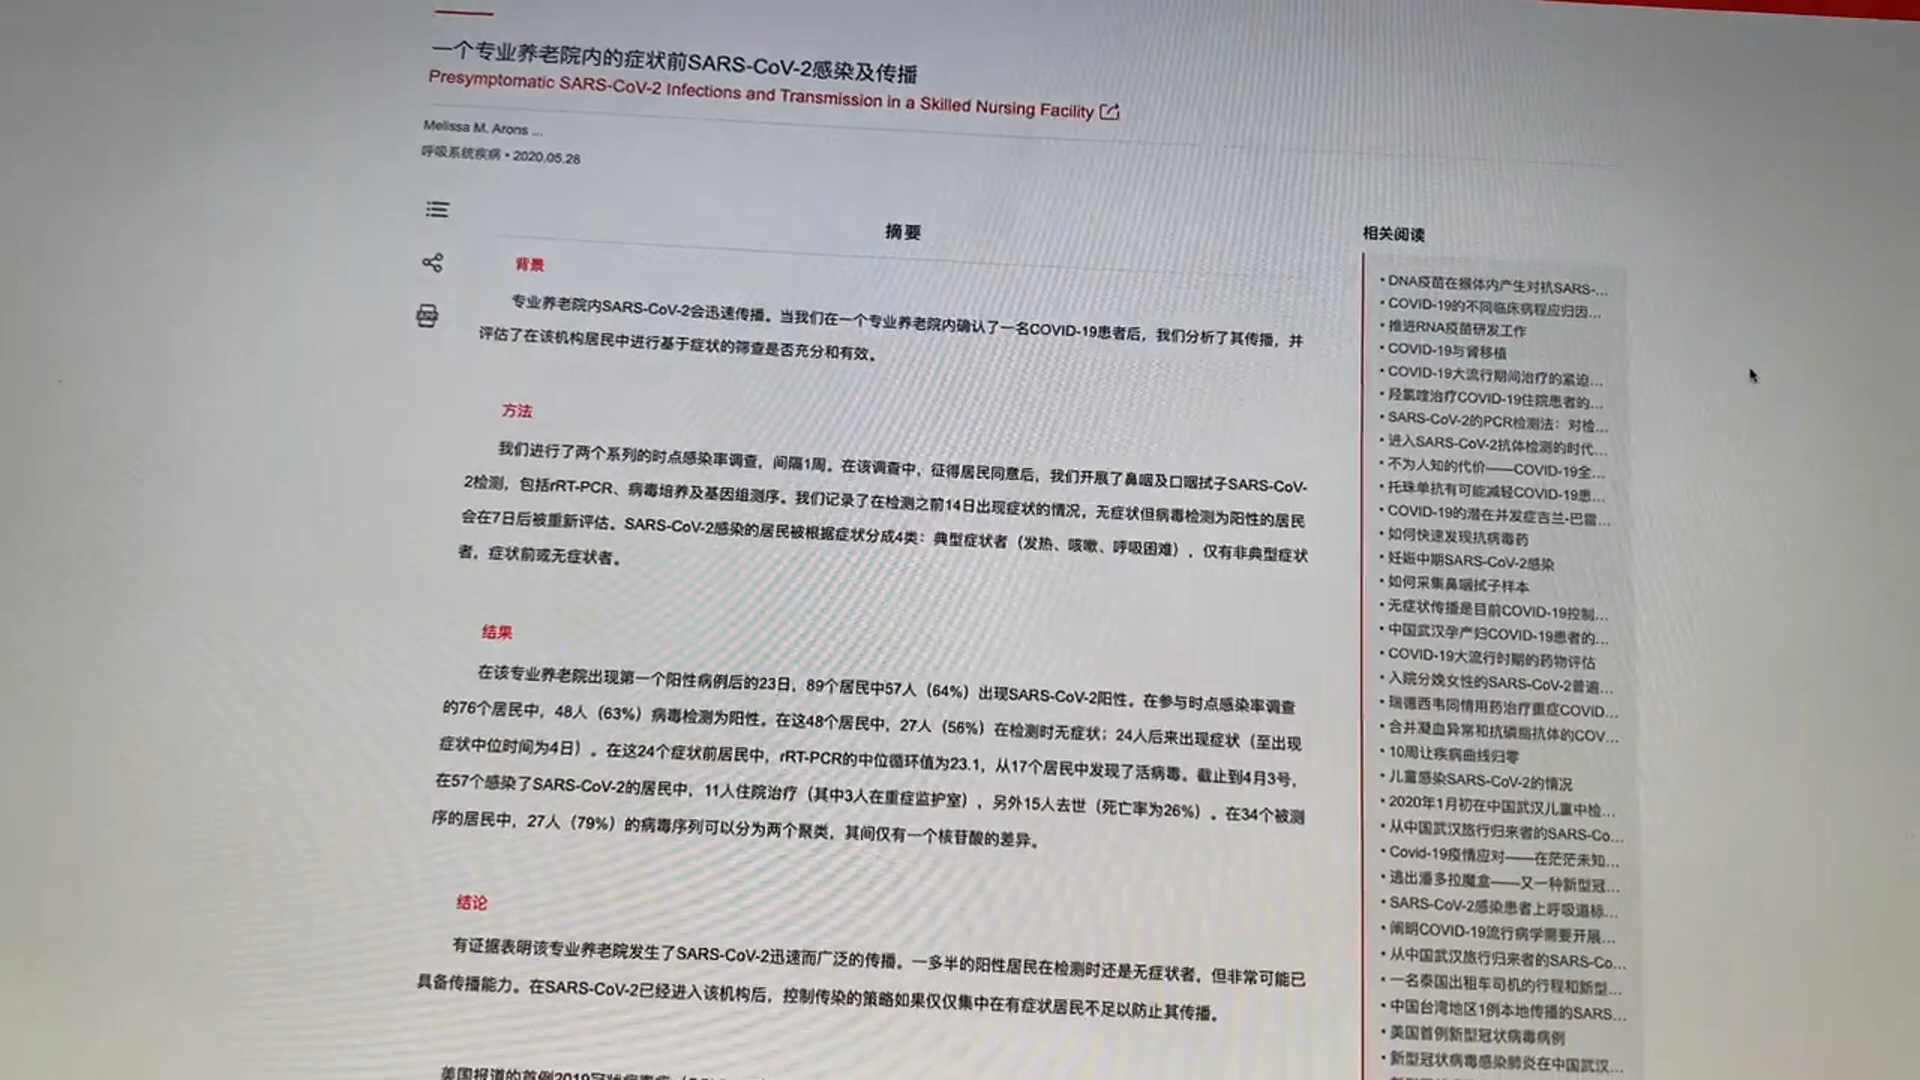 一个专业养老院内的症状前SARS-CoV-2感染及传播
Presymptomatic SARS-CoV-2 Infections and Transmission in a Skilled Nursing Facility
Melissa M. Arons ...
呼吸系统疾病 • 2020.05.28
摘要
背景
专业养老院内SARS-CoV-2会迅速传播。当我们在一个专业养老院内确认了一名COVID-19患者后，我们分析了其传播，并
评估了在该机构居民中进行基于症状的筛查是否充分和有效。
方法
我们进行了两个系列的时点感染率调查，间隔1周。在该调查中，征得居民同意后，我们开展了鼻咽及口咽拭子SARS-CoV-
2检测，包括rRT-PCR、病毒培养及基因组测序。我们记录了在检测之前14日出现症状的情况，无症状但病毒检测为阳性的居民
会在7日后被重新评估。SARS-CoV-2感染的居民被根据症状分成4类：典型症状者（发热、咳嗽、呼吸困难），仅有非典型症状
者，症状前或无症状者。
结果
在该专业养老院出现第一个阳性病例后的23日，89个居民中57人（64%）出现SARS-CoV-2阳性。在参与时点感染率调查
的76个居民中，48人（63%）病毒检测为阳性。在这48个居民中，27人（56%）在检测时无症状；24人后来出现症状（至出现
症状中位时间为4日）。在这24个症状前居民中，rRT-PCR的中位循环值为23.1，从17个居民中发现了活病毒。截止到4月3号，
在57个感染了SARS-CoV-2的居民中，11人住院治疗（其中3人在重症监护室），另外15人去世（死亡率为26%）。在34个被测
序的居民中，27人（79%）的病毒序列可以分为两个聚类，其间仅有一个核苷酸的差异。
结论
有证据表明该专业养老院发生了SARS-CoV-2迅速而广泛的传播。一多半的阳性居民在检测时还是无症状者，但非常可能已
具备传播能力。在SARS-CoV-2已经进入该机构后，控制传染的策略如果仅仅集中在有症状居民不足以防止其传播。
美国报道的首例2019冠状病毒病
相关阅读
• DNA疫苗在猴体内产生对抗SARS-...
• COVID-19的不同临床病程应归因...
• 推进RNA疫苗研发工作
• COVID-19与肾移植
• COVID-19大流行期间治疗的紧迫...
• 羟氯喹治疗COVID-19住院患者的...
• SARS-CoV-2的PCR检测法：对检...
• 进入SARS-CoV-2抗体检测的时代...
• 不为人知的代价——COVID-19全...
• 托珠单抗有可能减轻COVID-19患...
• COVID-19的潜在并发症吉兰-巴雷...
• 如何快速发现抗病毒药
• 妊娠中期SARS-CoV-2感染
• 如何采集鼻咽拭子样本
• 无症状传播是目前COVID-19控制...
• 中国武汉孕产妇COVID-19患者的...
• COVID-19大流行时期的药物评估
• 入院分娩女性的SARS-CoV-2普遍...
• 瑞德西韦同情用药治疗重症COVID...
• 合并凝血异常和抗磷脂抗体的COV...
• 10周让疾病曲线归零
• 儿童感染SARS-CoV-2的情况
• 2020年1月初在中国武汉儿童中检...
• 从中国武汉旅行归来者的SARS-Co...
• Covid-19疫情应对——在茫茫未知...
• 逃出潘多拉魔盒——又一种新型冠...
• SARS-CoV-2感染患者上呼吸道标...
• 阐明COVID-19流行病学需要开展...
• 从中国武汉旅行归来者的SARS-Co...
• 一名泰国出租车司机的行程和新型...
• 中国台湾地区1例本地传播的SARS...
• 美国首例新型冠状病毒病例
• 新型冠状病毒感染肺炎在中国武汉...